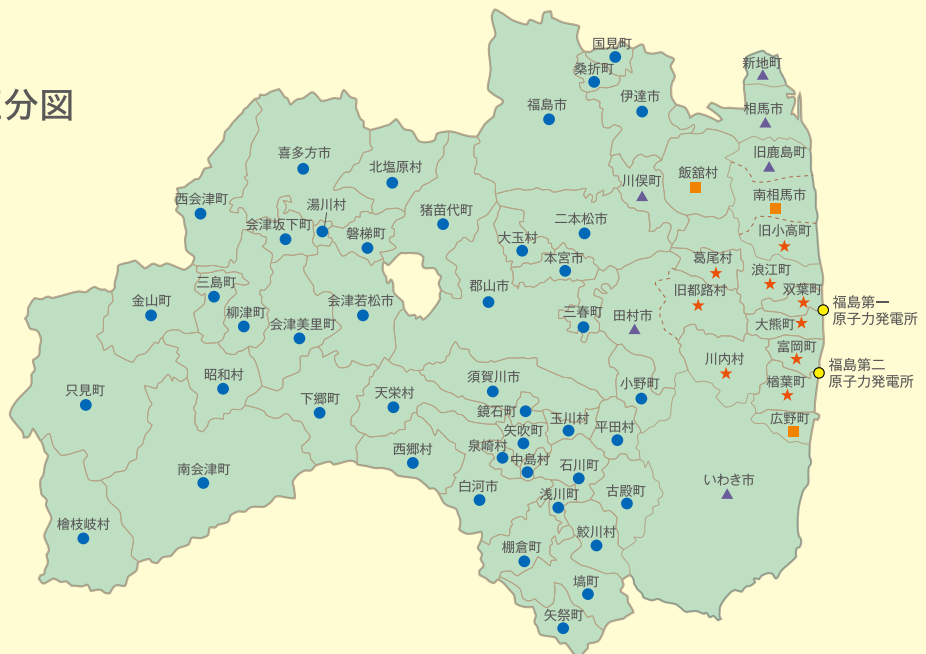 分図
国見町
桑折町
伊達市
福島市
新地町
相馬市
旧鹿島町
飯舘村
川俣町
南相馬市
旧小高町
喜多方市
北塩原村
西会津町
湯川村
会津坂下町
磐梯町
猪苗代町
二本松市
大玉村
本宮市
葛尾村
浪江町
双葉町
旧都路村
大熊町
福島第一
原子力発電所
三島町
金山町
柳津町
会津若松市
会津美里町
郡山市
三春町
田村市
富岡町
川内村
楢葉町
福島第二
原子力発電所
広野町
只見町
昭和村
下郷町
天栄村
須賀川市
鏡石町
小野町
玉川村
平田村
矢吹町
泉崎村
中島村
西郷村
石川町
白河市
浅川町
古殿町
いわき市
南会津町
檜枝岐村
鮫川村
棚倉町
塙町
矢祭町